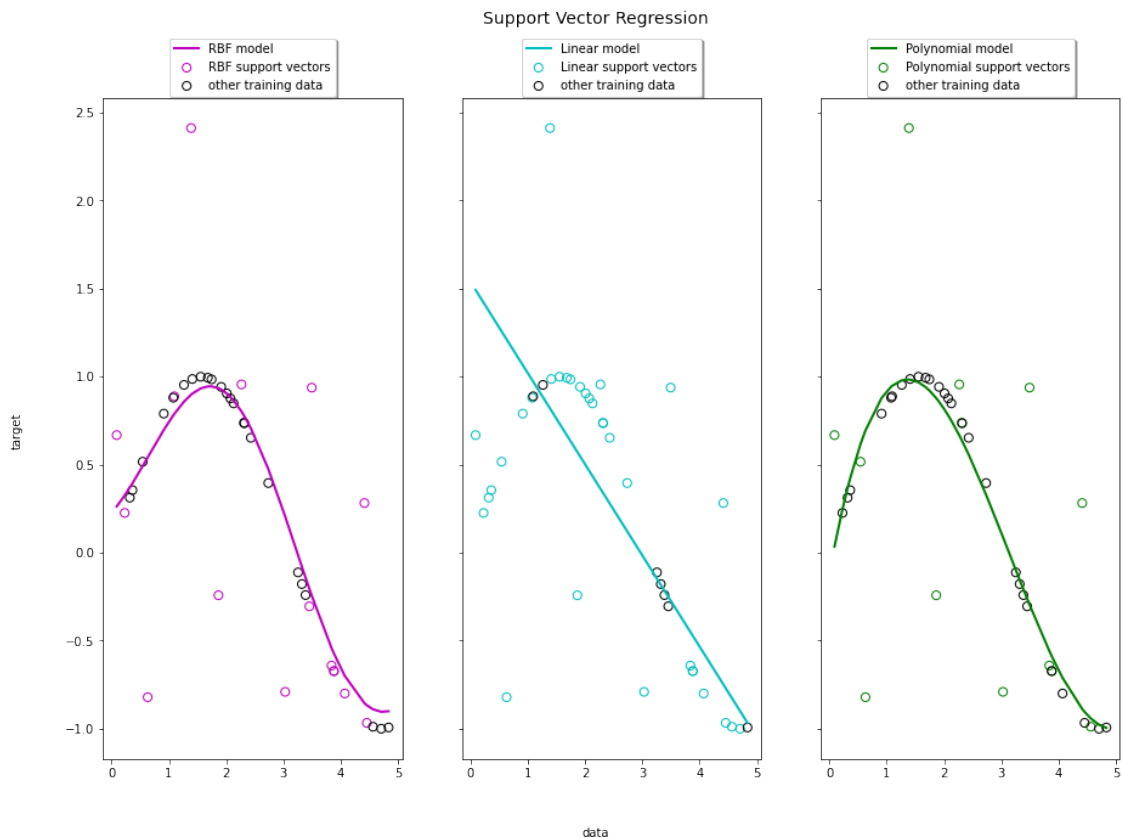 Support Vector Regression
RBF model
RBF support vectors
other training data
Linear model
Linear support vectors
other training data
Polynomial model
Polynomial support vectors
other training data
2.5
2.0
1.5
1.0
0.5
0.0
−0.5
−1.0
target
0 1 2 3 4 5
0 1 2 3 4 5
0 1 2 3 4 5
data